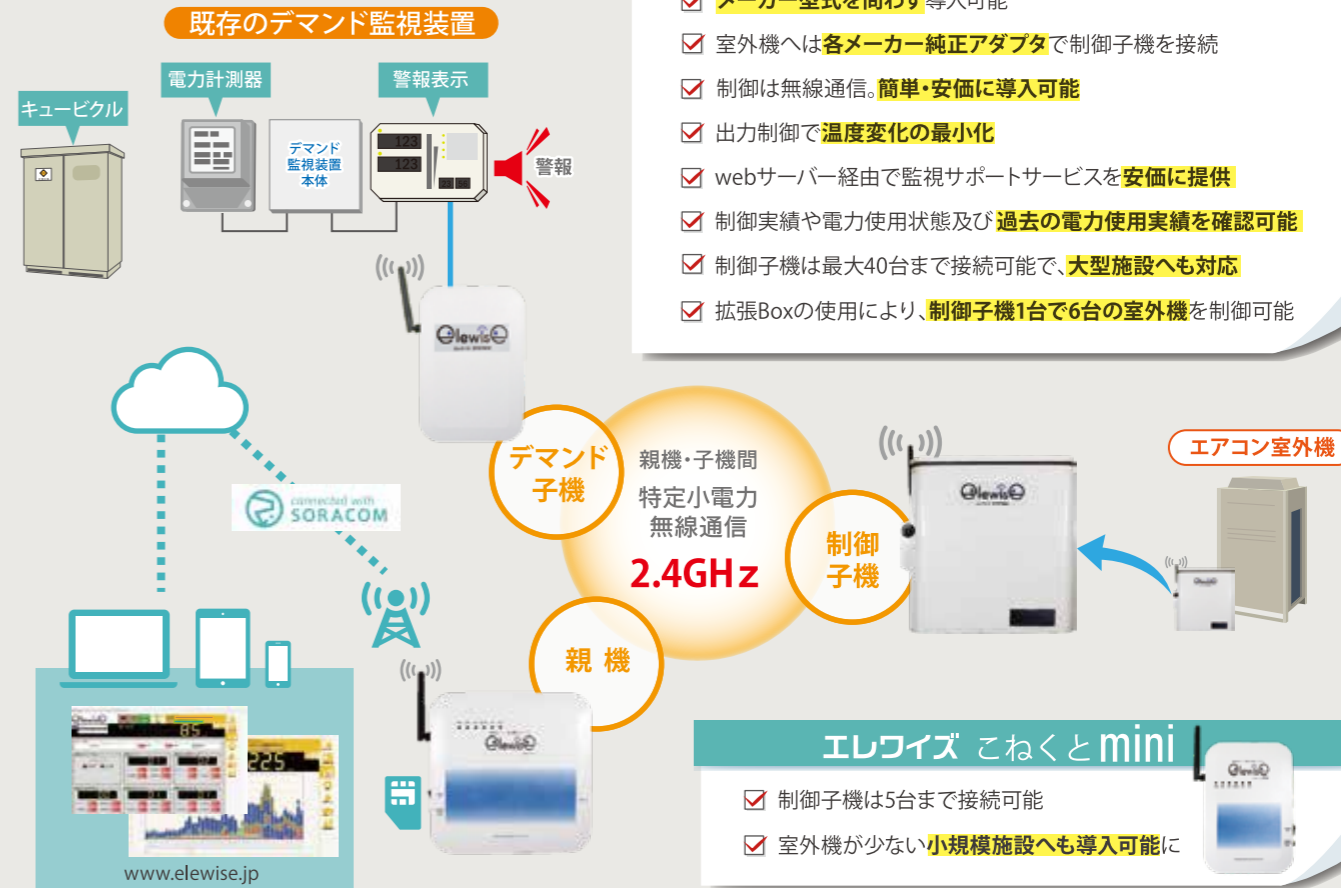 既存のデマンド監視装置
キュービクル
電力計測器
警報表示
デマンド
監視装置
本体
123
123
警報
メーカー型式を問わず導入可能
室外機へは各メーカー純正アダプタで制御子機を接続
制御は無線通信。簡単・安価に導入可能
出力制御で温度変化の最小化
webサーバー経由で監視サポートサービスを安価に提供
制御実績や電力使用状態及び過去の電力使用実績を確認可能
制御子機は最大40台まで接続可能で、大型施設へも対応
拡張Boxの使用により、制御子機1台で6台の室外機を制御可能
elewise
デマンド
子機
親機・子機間
特定小電力
無線通信
2.4GHz
制御
子機
elewise
エアコン室外機
connected with
SORACOM
親機
elewise
www.elewise.jp
エレワイズ こねくとmini
制御子機は5台まで接続可能
室外機が少ない小規模施設へも導入可能に
elewise